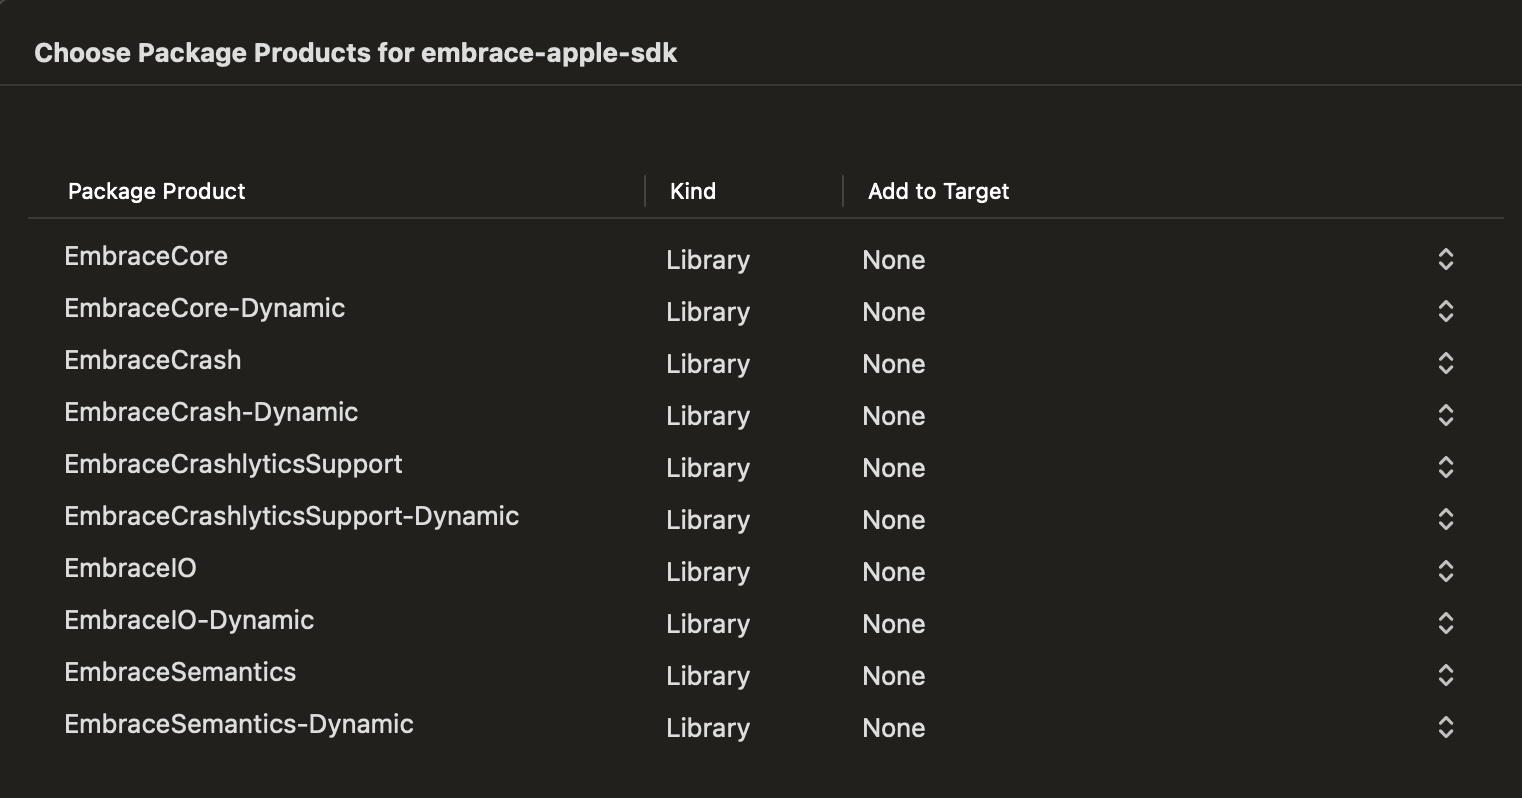 Choose Package Products for embrace-apple-sdk
Package Product Kind Add to Target
EmbraceCore Library None
EmbraceCore-Dynamic Library None
EmbraceCrash Library None
EmbraceCrash-Dynamic Library None
EmbraceCrashlyticsSupport Library None
EmbraceCrashlyticsSupport-Dynamic Library None
EmbraceIO Library None
EmbraceIO-Dynamic Library None
EmbraceSemantics Library None
EmbraceSemantics-Dynamic Library None